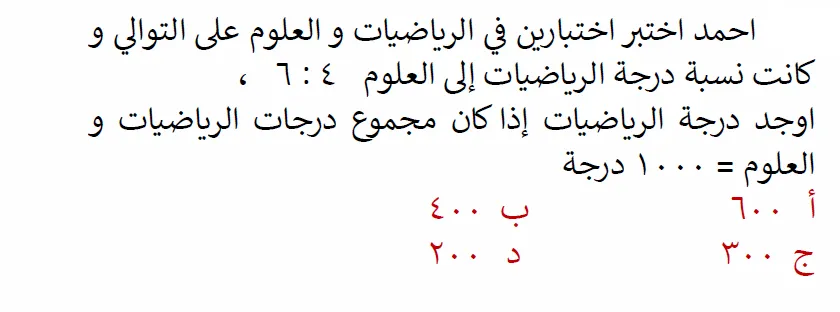 احمد اختبر اختبارين في الرياضيات و العلوم على التوالي و
كانت نسبة درجة الرياضيات إلى العلوم ٤ : ٦ ،
اوجد درجة الرياضيات إذا كان مجموع درجات الرياضيات و
العلوم = ١٠٠٠ درجة
أ ٦٠٠ ب ٤٠٠
ج ٣٠٠ د ٢٠٠